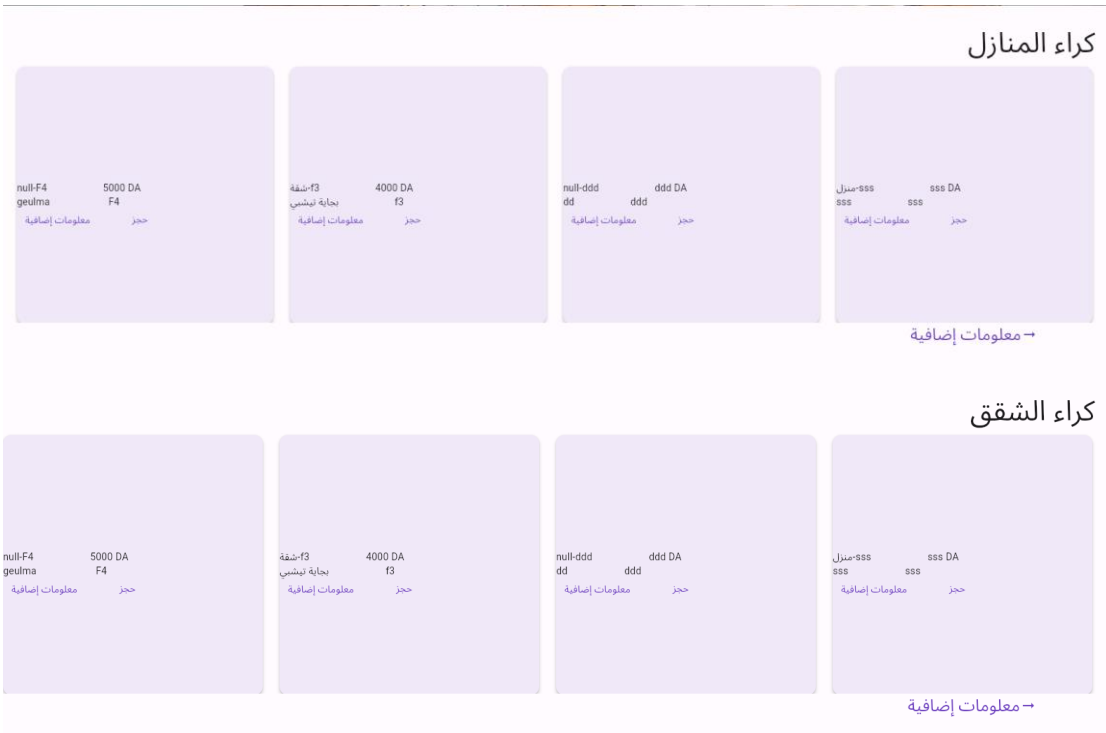 كراء المنازل
منزل-sss sss DA
sss sss
معلومات إضافية حجز
null-ddd ddd DA
dd ddd
معلومات إضافية حجز
شقة-f3 4000 DA
بجاية تيشبي f3
معلومات إضافية حجز
null-F4 5000 DA
geulma F4
معلومات إضافية حجز
معلومات إضافية →
كراء الشقق
منزل-sss sss DA
sss sss
معلومات إضافية حجز
null-ddd ddd DA
dd ddd
معلومات إضافية حجز
شقة-f3 4000 DA
بجاية تيشبي f3
معلومات إضافية حجز
null-F4 5000 DA
geulma F4
معلومات إضافية حجز
معلومات إضافية →